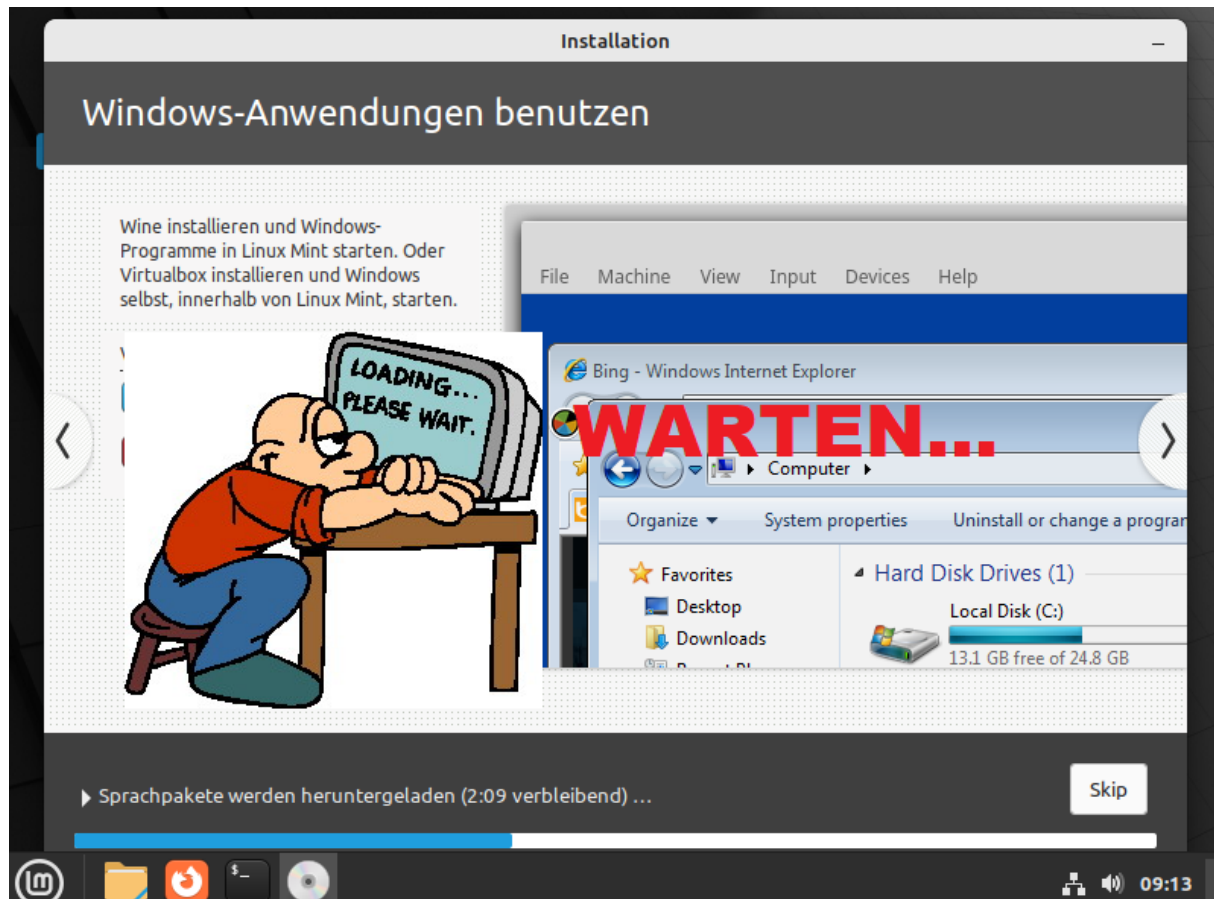 Installation
Windows-Anwendungen benutzen
Wine installieren und Windows-
Programme in Linux Mint starten. Oder
Virtualbox installieren und Windows
selbst, innerhalb von Linux Mint, starten.
LOADING...
PLEASE WAIT.
File Machine View Input Devices Help
Bing - Windows Internet Explorer
WARTEN...
Computer
Organize System properties Uninstall or change a
Favorites
Desktop
Downloads
Hard Disk Drives (1)
Local Disk (C:)
13.1 GB free of 24.8 GB
Sprachpakete werden heruntergeladen (2:09 verbleibend) ...
Skip
$_
09:13